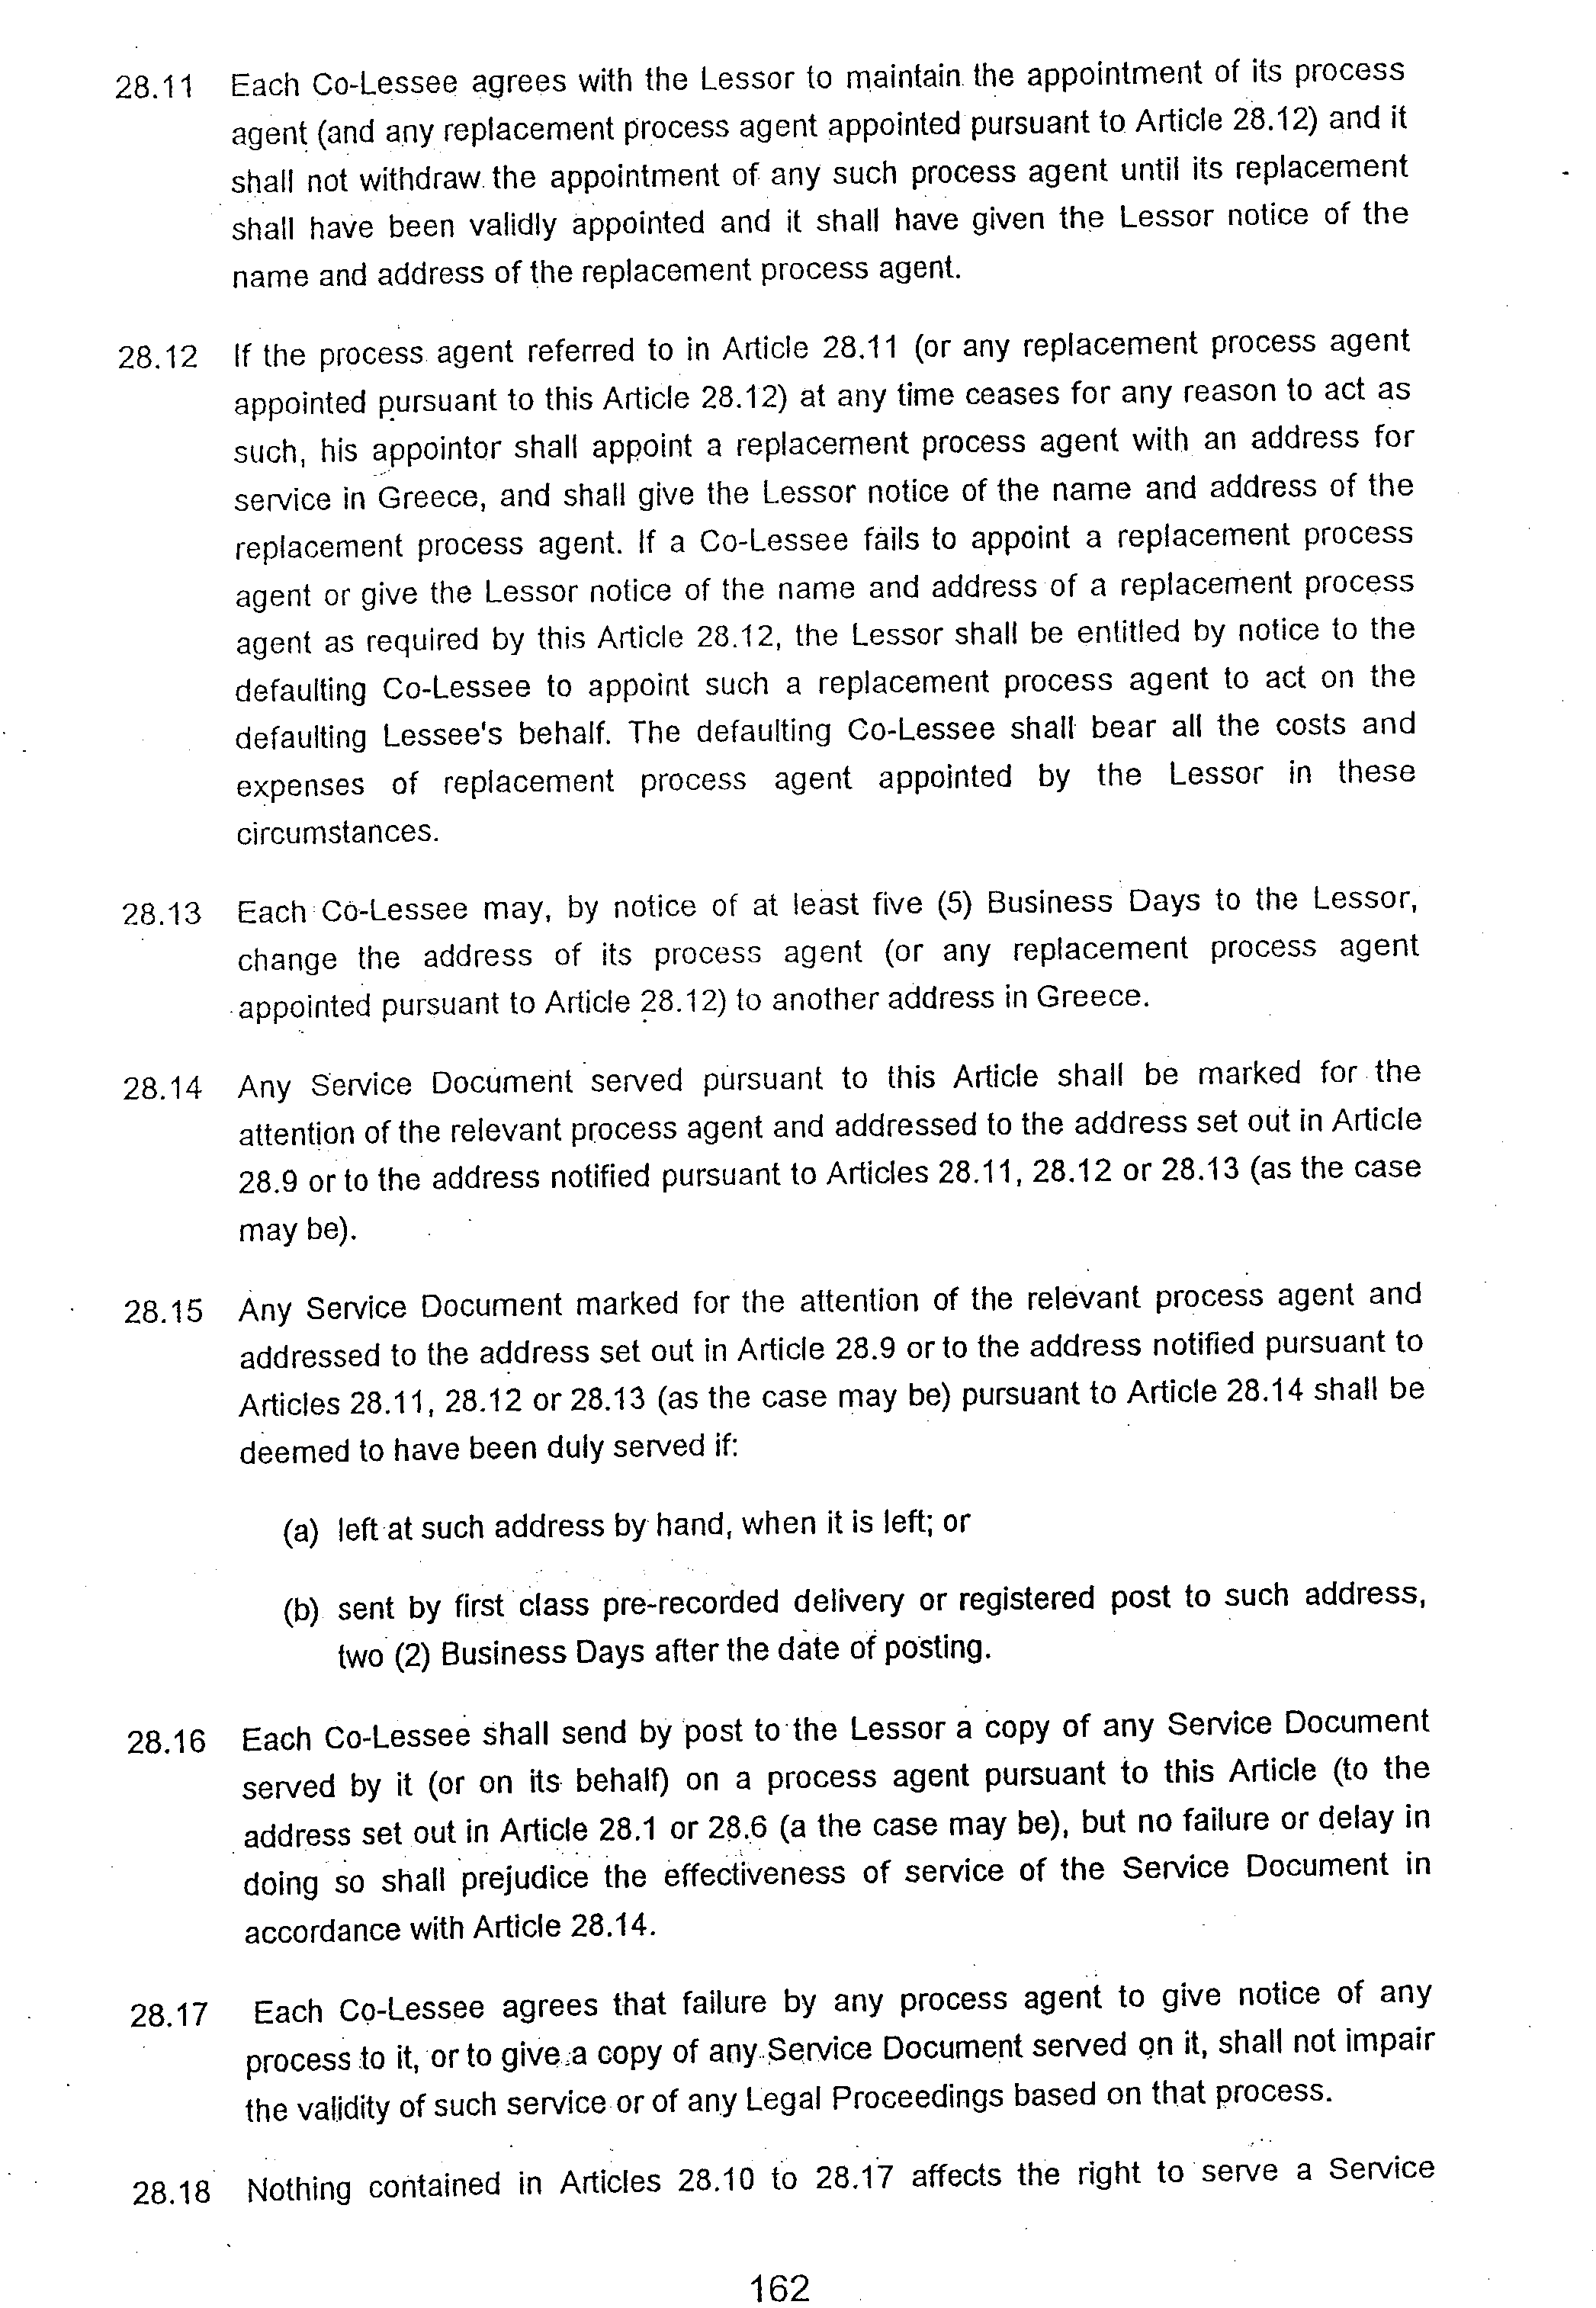 28.11 Each Co-Lessee agrees with the Lessor to maintain the appointment of its process
agent (and any replacement process agent appointed pursuant to Article 28.12) and it
shall not withdraw the appointment of any such process agent until its replacement
shall have been validly appointed and it shall have given the Lessor notice of the
name and address of the replacement process agent.
28.12 If the process agent referred to in Article 28.11 (or any replacement process agent
appointed pursuant to this Article 28.12) at any time ceases for any reason to act as
such, his appointor shall appoint a replacement process agent with an address for
service in Greece, and shall give the Lessor notice of the name and address of the
replacement process agent. If a Co-Lessee fails to appoint a replacement process
agent or give the Lessor notice of the name and address of a replacement process
agent as required by this Article 28.12, the Lessor shall be entitled by notice to the
defaulting Co-Lessee to appoint such a replacement process agent to act on the
defaulting Lessee's behalf. The defaulting Co-Lessee shall bear all the costs and
expenses of replacement process agent appointed by the Lessor in these
circumstances.
28.13 Each Co-Lessee may, by notice of at least five (5) Business Days to the Lessor,
change the address of its process agent (or any replacement process agent
appointed pursuant to Article 28.12) to another address in Greece.
28.14 Any Service Document served pursuant to this Article shall be marked for the
attention of the relevant process agent and addressed to the address set out in Article
28.9 or to the address notified pursuant to Articles 28.11, 28.12 or 28.13 (as the case
may be).
28.15 Any Service Document marked for the attention of the relevant process agent and
addressed to the address set out in Article 28.9 or to the address notified pursuant to
Articles 28.11, 28.12 or 28.13 (as the case may be) pursuant to Article 28.14 shall be
deemed to have been duly served if:
(a) left at such address by hand, when it is left; or
(b) sent by first class pre-recorded delivery or registered post to such address,
two (2) Business Days after the date of posting.
28.16 Each Co-Lessee shall send by post to the Lessor a copy of any Service Document
served by it (or on its behalf) on a process agent pursuant to this Article (to the
address set out in Article 28.1 or 28.6 (a the case may be), but no failure or delay in
doing so shall prejudice the effectiveness of service of the Service Document in
accordance with Article 28.14.
28.17 Each Co-Lessee agrees that failure by any process agent to give notice of any
process to it, or to give a copy of any Service Document served on it, shall not impair
the validity of such service or of any Legal Proceedings based on that process.
28.18 Nothing contained in Articles 28.10 to 28.17 affects the right to serve a Service
162